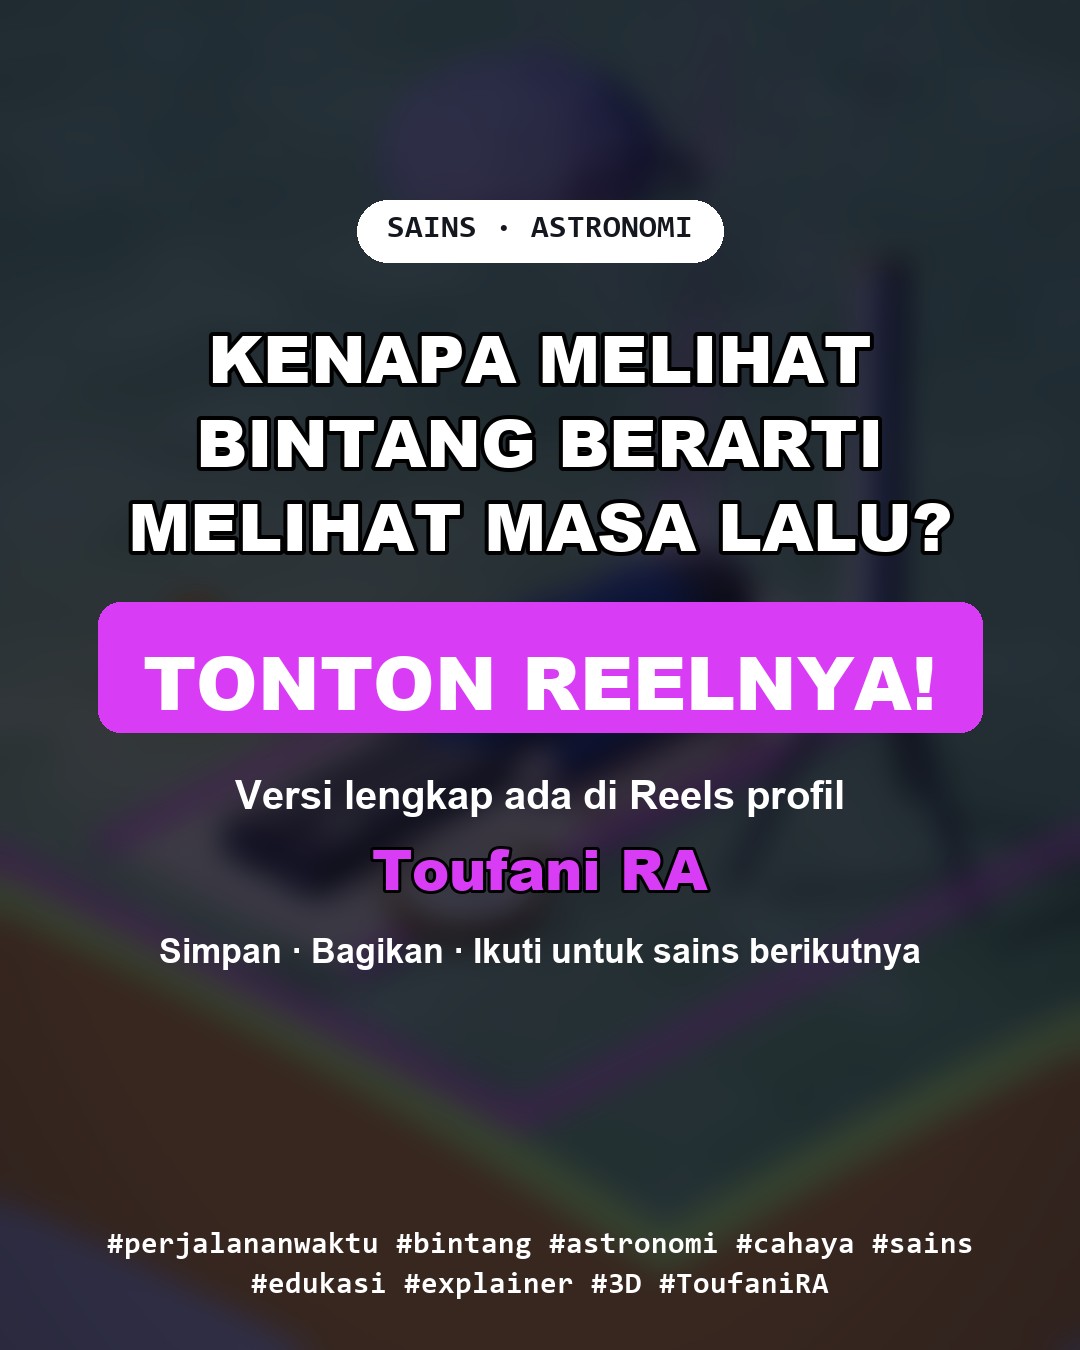 SAINS · ASTRONOMI
KENAPA MELIHAT
BINTANG BERARTI
MELIHAT MASA LALU?
TONTON REELNYA!
Versi lengkap ada di Reels profil
Toufani RA
Simpan · Bagikan · Ikuti untuk sains berikutnya
#perjalananwaktu #bintang #astronomi #cahaya #sains
#edukasi #explainer #3D #ToufaniRA